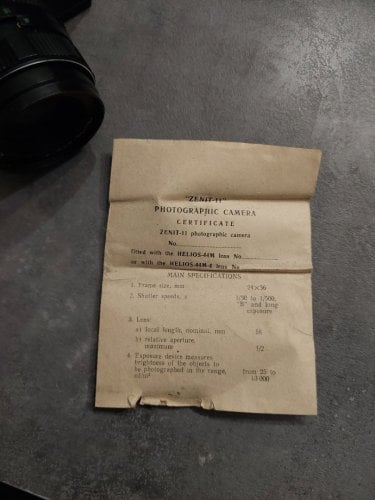 "ZENIT-11"
PHOTOGRAPHIC CAMERA
CERTIFICATE
ZENIT-11 photographic camera
No.
fitted with the HELIOS-44M lens No.
or with the HELIOS-44M-4 lens No.
MAIN SPECIFICATIONS
1. Frame size, mm 24×36
2. Shutter speeds, s 1/30 to 1/500,
"B" and long
exposure
3. Lens:
a) focal length, nominal, mm 58
b) relative aperture,
maximum 1/2
4. Exposure device measures
brightness of the objects to
be photographed in the range,
cd/m² from 25 to
13 000